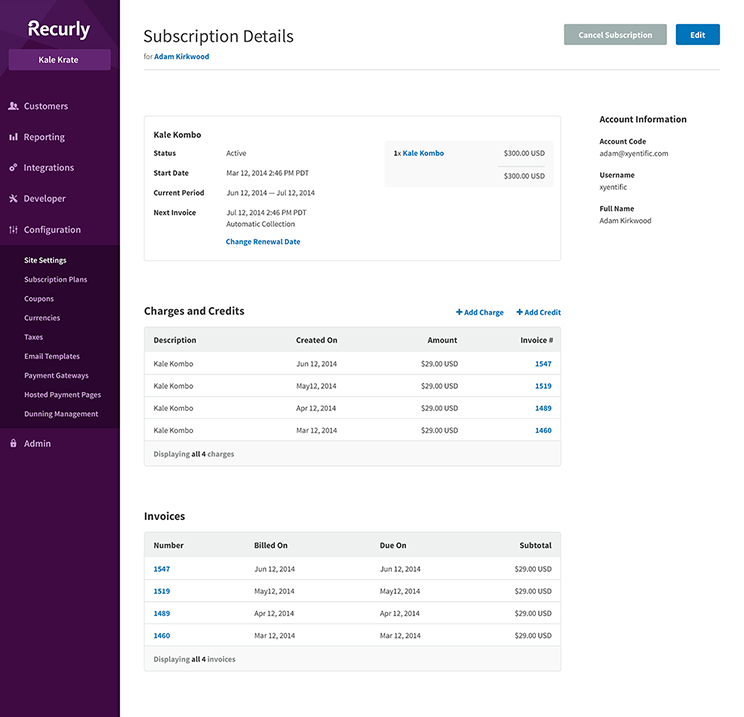 Recurly
Kale Krate
Customers
Reporting
Integrations
Developer
Configuration
Site Settings
Subscription Plans
Coupons
Currencies
Taxes
Email Templates
Payment Gateways
Hosted Payment Pages
Dunning Management
Admin
Subscription Details
for Adam Kirkwood
Cancel Subscription
Edit
Kale Kombo
Status Active
Start Date Mar 12, 2014 2:46 PM PDT
Current Period Jun 12, 2014 — Jul 12, 2014
Next Invoice Jul 12, 2014 2:46 PM PDT
Automatic Collection
Change Renewal Date
1x Kale Kombo $300.00 USD
$300.00 USD
Account Information
Account Code
adam@xyentific.com
Username
xyentific
Full Name
Adam Kirkwood
Charges and Credits
+ Add Charge + Add Credit
Description Created On Amount Invoice #
Kale Kombo Jun 12, 2014 $29.00 USD 1547
Kale Kombo May12, 2014 $29.00 USD 1519
Kale Kombo Apr 12, 2014 $29.00 USD 1489
Kale Kombo Mar 12, 2014 $29.00 USD 1460
Displaying all 4 charges
Invoices
Number Billed On Due On Subtotal
1547 Jun 12, 2014 Jun 12, 2014 $29.00 USD
1519 May12, 2014 May12, 2014 $29.00 USD
1489 Apr 12, 2014 Apr 12, 2014 $29.00 USD
1460 Mar 12, 2014 Mar 12, 2014 $29.00 USD
Displaying all 4 invoices